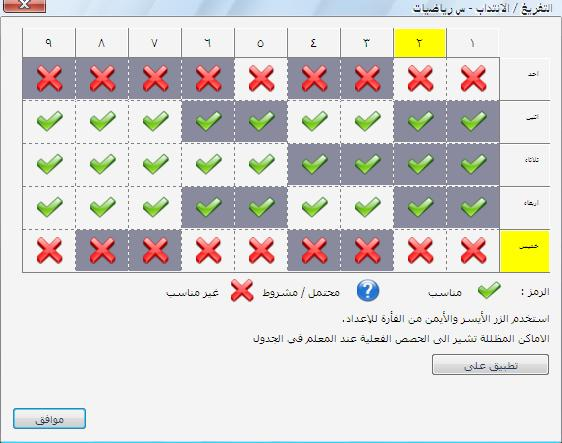 التفريغ / الانتداب - س رياضيات
١ ٢ ٣ ٤ ٥ ٦ ٧ ٨ ٩
احد
اثنين
ثلاثاء
اربعاء
خميس
الرمز : مناسب محتمل / مشروط غير مناسب
استخدم الزر الأيسر والأيمن من الفأرة للإعداد.
الاماكن المظللة تشير الى الحصص الفعلية عند المعلم في الجدول
تطبيق على
موافق